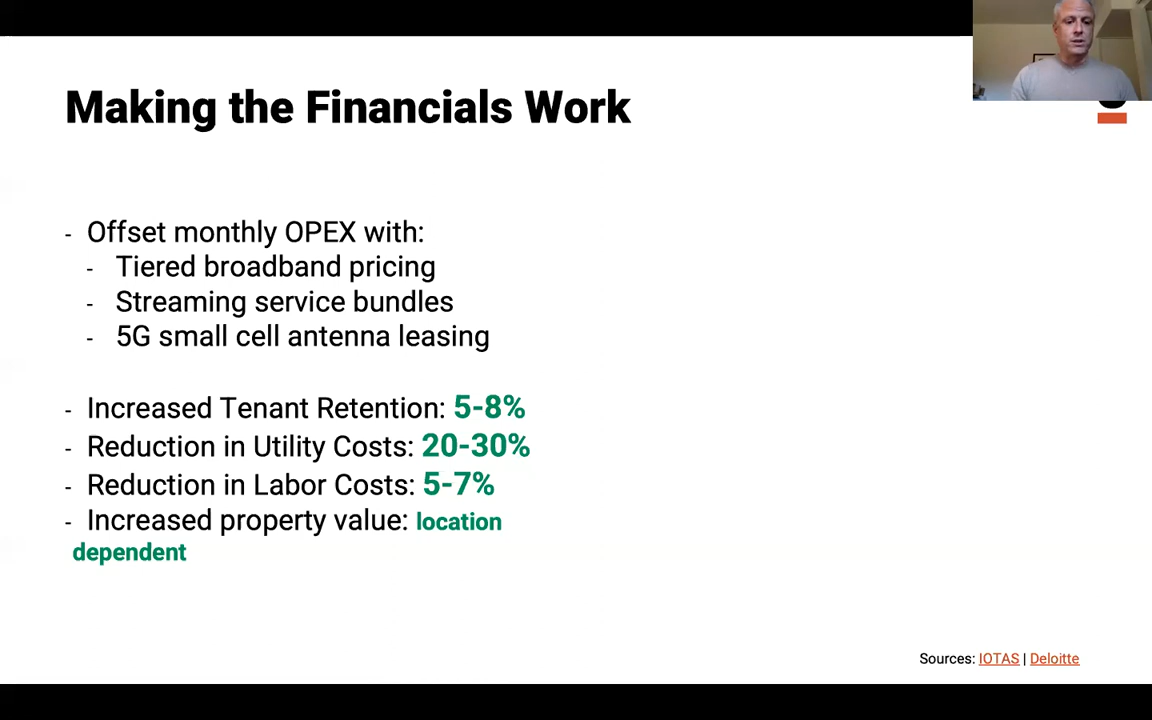 Making the Financials Work
- Offset monthly OPEX with:
- Tiered broadband pricing
- Streaming service bundles
- 5G small cell antenna leasing
- Increased Tenant Retention: 5-8%
- Reduction in Utility Costs: 20-30%
- Reduction in Labor Costs: 5-7%
- Increased property value: location
dependent
Sources: IOTAS | Deloitte